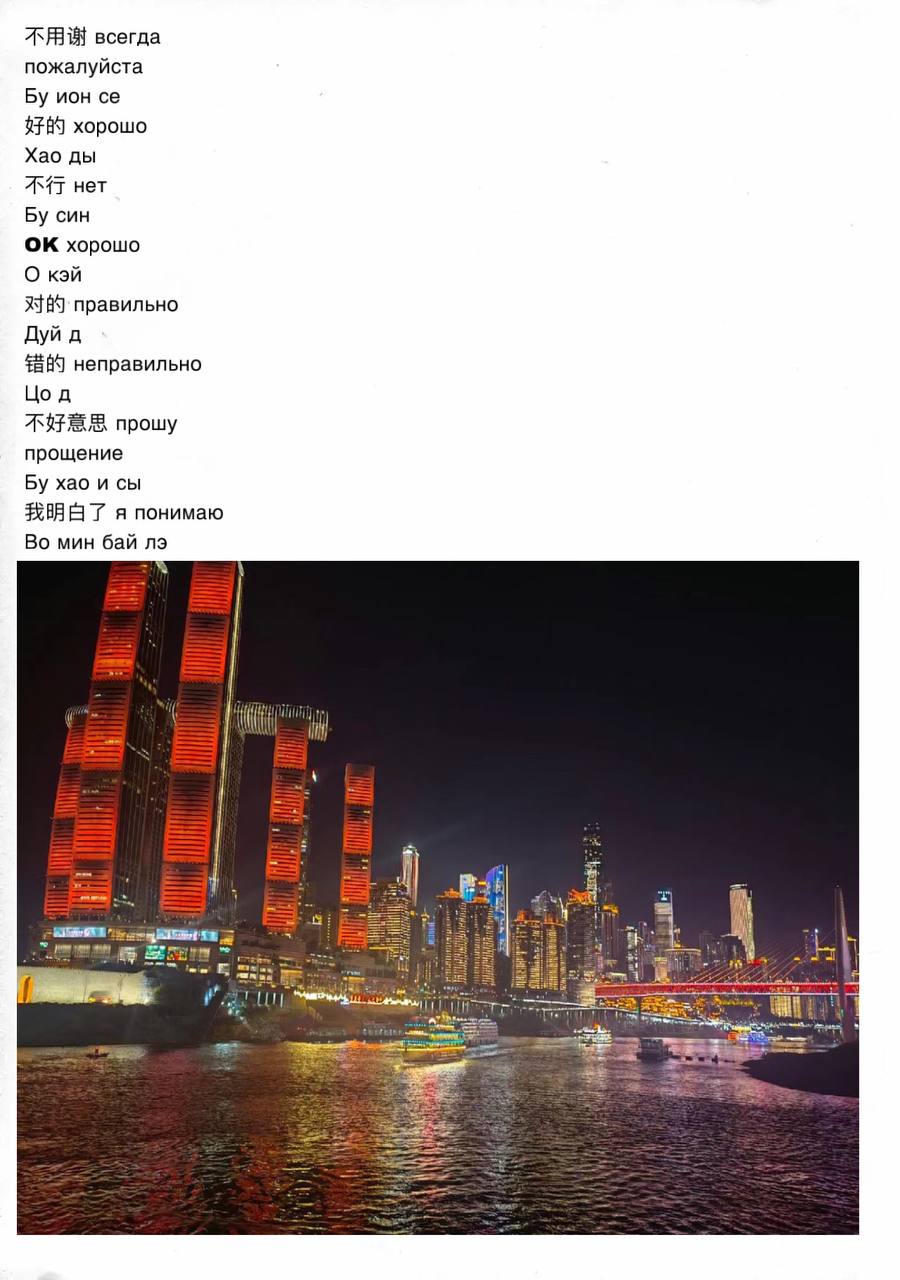 不用谢 всегда
пожалуйста
Бу ион се
好的 хорошо
Хао ды
不行 нет
Бу син
OK хорошо
О кэй
对的 правильно
Дуй д
错的 неправильно
Цо д
不好意思 прошу
прощение
Бу хао и сы
我明白了 я понимаю
Во мин бай лэ